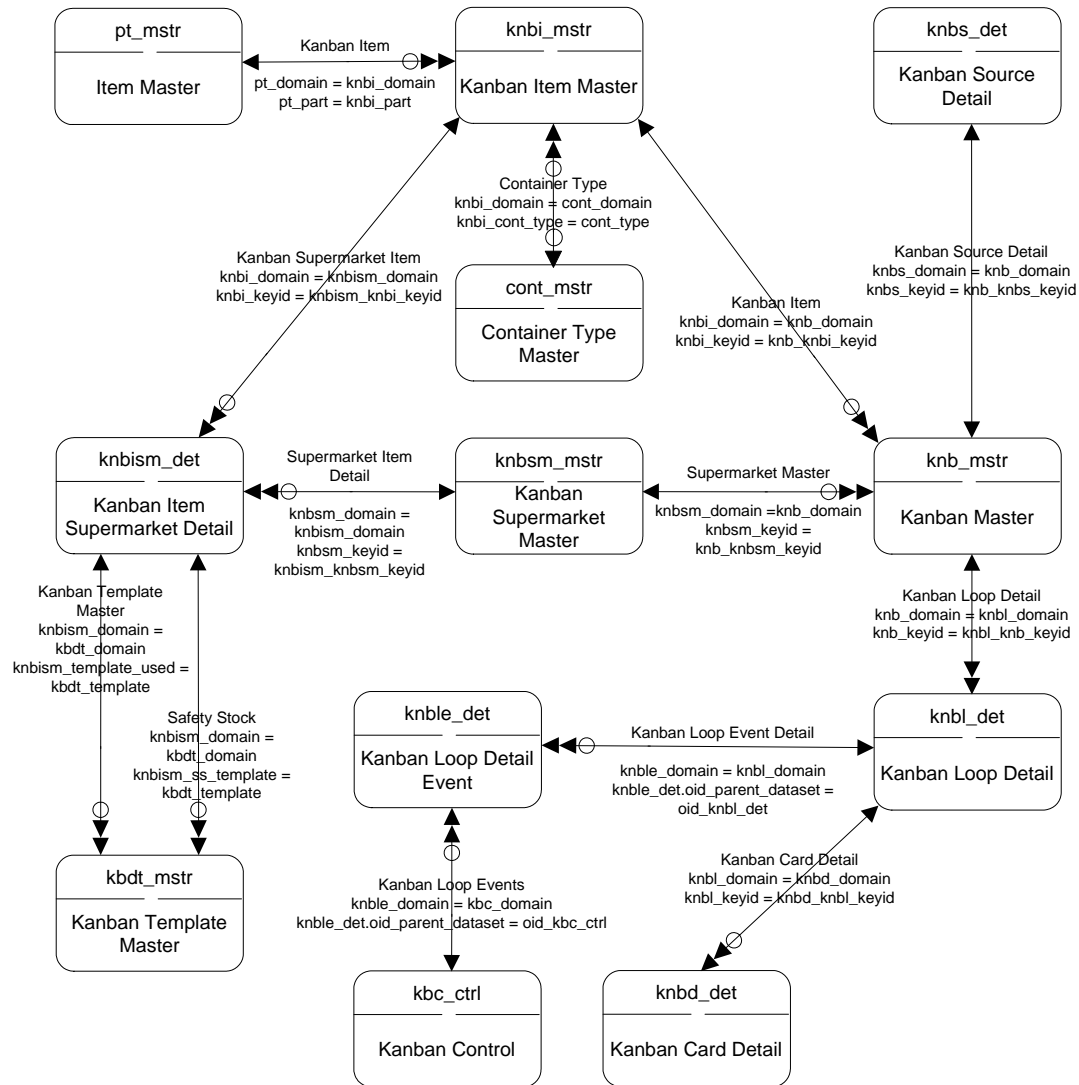 pt_mstr
Item Master
Kanban Item
pt_domain = knbi_domain
pt_part = knbi_part
knbi_mstr
Kanban Item Master
knbs_det
Kanban Source
Detail
Container Type
knbi_domain = cont_domain
knbi_cont_type = cont_type
Kanban Supermarket Item
knbi_domain = knbism_domain
knbi_keyid = knbism_knbi_keyid
Kanban Source Detail
knbs_domain = knb_domain
knbs_keyid = knb_knbs_keyid
cont_mstr
Container Type
Master
Kanban Item
knbi_domain = knb_domain
knbi_keyid = knb_knbi_keyid
knbism_det
Kanban Item
Supermarket Detail
Supermarket Item
Detail
knbsm_domain =
knbism_domain
knbsm_keyid =
knbism_knbsm_keyid
knbsm_mstr
Kanban
Supermarket
Master
Supermarket Master
knbsm_domain =knb_domain
knbsm_keyid =
knb_knbsm_keyid
knb_mstr
Kanban Master
Kanban Template
Master
knbism_domain =
kbdt_domain
knbism_template_used =
kbdt_template
Kanban Loop Detail
knb_domain = knbl_domain
knb_keyid = knbl_knb_keyid
Safety Stock
knbism_domain =
kbdt_domain
knbism_ss_template =
kbdt_template
knble_det
Kanban Loop Detail
Event
Kanban Loop Event Detail
knble_domain = knbl_domain
knble_det.oid_parent_dataset =
oid_knbl_det
knbl_det
Kanban Loop Detail
kbdt_mstr
Kanban Template
Master
Kanban Loop Events
knble_domain = kbc_domain
knble_det.oid_parent_dataset = oid_kbc_ctrl
Kanban Card Detail
knbl_domain = knbd_domain
knbl_keyid = knbd_knbl_keyid
kbc_ctrl
Kanban Control
knbd_det
Kanban Card Detail